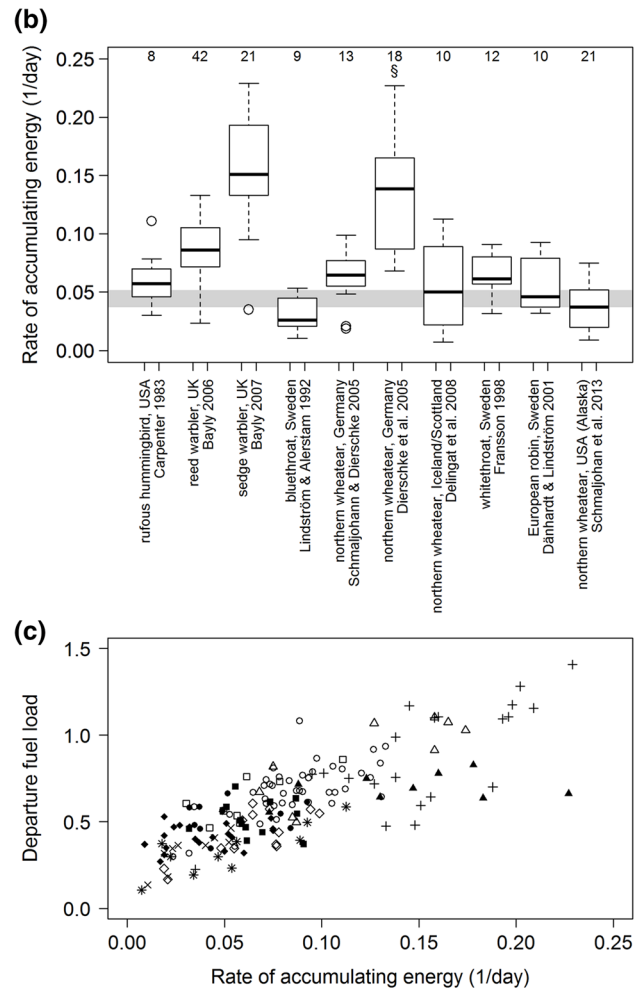 (b)
8 42 21 9 13 18 10 12 10 21
§
Rate of accumulating energy (1/day)
0.25
0.20
0.15
0.10
0.05
0.00
rufous hummingbird, USA
Carpenter 1983
reed warbler, UK
Bayly 2006
sedge warbler, UK
Bayly 2007
bluethroat, Sweden
Lindström & Alerstam 1992
northern wheatear, Germany
Schmaljohann & Dierschke 2005
northern wheatear, Germany
Dierschke et al. 2005
northern wheatear, Iceland/Scottland
Delingat et al. 2008
whitethroat, Sweden
Fransson 1998
European robin, Sweden
Dänhardt & Lindström 2001
northern wheatear, USA (Alaska)
Schmaljohan et al. 2013
(c)
Departure fuel load
1.5
1.0
0.5
0.0
0.00 0.05 0.10 0.15 0.20 0.25
Rate of accumulating energy (1/day)